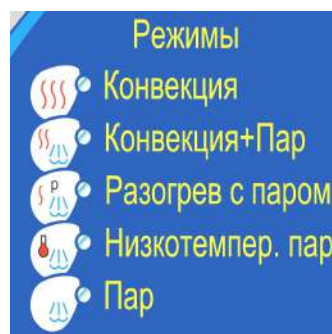 Режимы
Конвекция
Конвекция+Пар
P
Разогрев с паром
Низкотемпер. пар
Пар